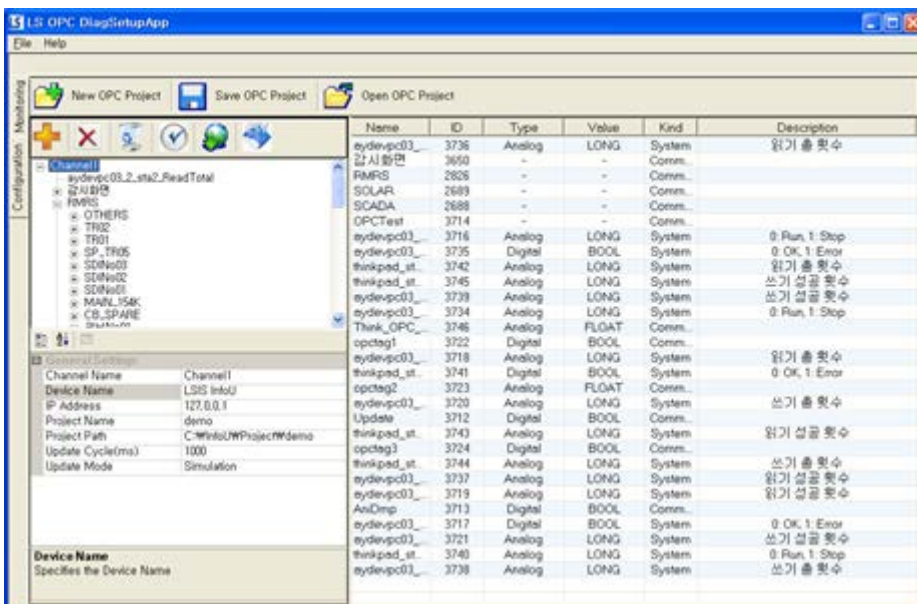 LS OPC DiagSetupApp
File Help
Configuration Monitoring
New OPC Project Save OPC Project Open OPC Project
Channel1
aydevpc03_2_sta2_ReadTotal
감시화면
RMRS
OTHERS
TR02
TR01
SP_TR05
SDINo03
SDINo02
SDINo01
MAIN_154K
CB_SPARE
General Settings
Channel Name Channel1
Device Name LSIS InfoU
IP Address 127.0.0.1
Project Name demo
Project Path C:\InfoU\Project\demo
Update Cycle(ms) 1000
Update Mode Simulation
Device Name
Specifies the Device Name
Name ID Type Value Kind Description
aydevpc03_... 3736 Analog LONG System 읽기 총 횟수
감시화면 3650 - - Comm...
RMRS 2826 - - Comm...
SOLAR 2689 - - Comm...
SCADA 2688 - - Comm...
OPCTest 3714 - - Comm...
aydevpc03_... 3716 Analog LONG System 0: Run, 1: Stop
aydevpc03_... 3735 Digital BOOL System 0: OK, 1: Error
thinkpad_st... 3742 Analog LONG System 읽기 총 횟수
thinkpad_st... 3745 Analog LONG System 쓰기 성공 횟수
aydevpc03_... 3739 Analog LONG System 쓰기 성공 횟수
aydevpc03_... 3734 Analog LONG System 0: Run, 1: Stop
Think_OPC_... 3746 Analog FLOAT Comm...
opctag1 3722 Digital BOOL Comm...
aydevpc03_... 3718 Analog LONG System 읽기 총 횟수
thinkpad_st... 3741 Digital BOOL System 0: OK, 1: Error
opctag2 3723 Analog FLOAT Comm...
aydevpc03_... 3720 Analog LONG System 쓰기 총 횟수
Update 3712 Digital BOOL Comm...
thinkpad_st... 3743 Analog LONG System 읽기 성공 횟수
opctag3 3724 Digital BOOL Comm...
thinkpad_st... 3744 Analog LONG System 쓰기 총 횟수
aydevpc03_... 3737 Analog LONG System 읽기 성공 횟수
aydevpc03_... 3719 Analog LONG System 읽기 성공 횟수
AniDmp 3713 Digital BOOL Comm...
aydevpc03_... 3717 Digital BOOL System 0: OK, 1: Error
aydevpc03_... 3721 Analog LONG System 쓰기 성공 횟수
thinkpad_st... 3740 Analog LONG System 0: Run, 1: Stop
aydevpc03_... 3738 Analog LONG System 쓰기 총 횟수